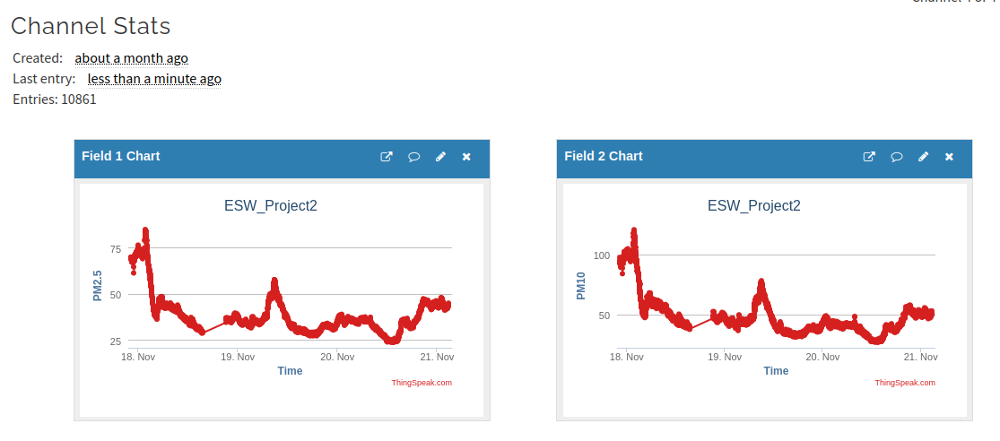 Channel Stats
Created: about a month ago
Last entry: less than a minute ago
Entries: 10861
Field 1 Chart
ESW_Project2
75
50
25
PM2.5
18. Nov 19. Nov 20. Nov 21. Nov
Time
ThingSpeak.com
Field 2 Chart
ESW_Project2
100
50
PM10
18. Nov 19. Nov 20. Nov 21. Nov
Time
ThingSpeak.com